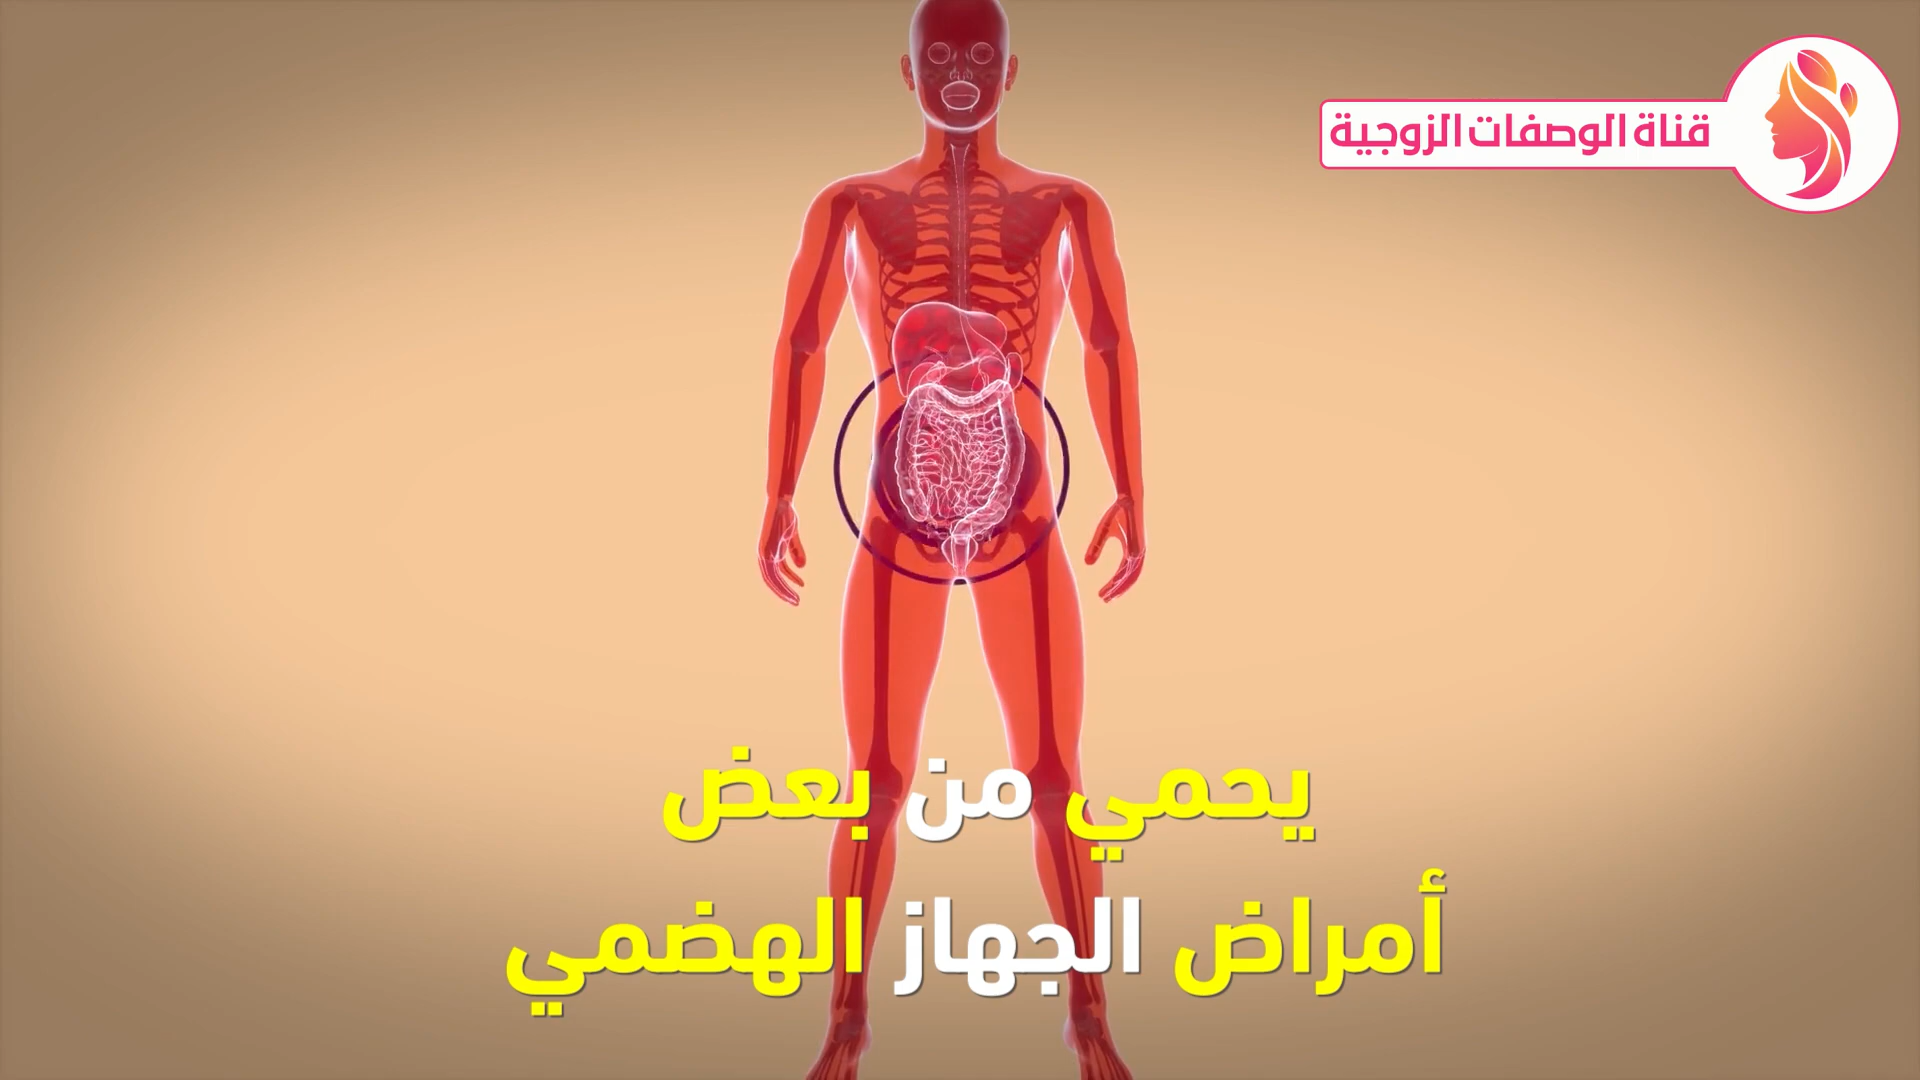 قناة الوصفات الزوجية
يحمي من بعض
أمراض الجهاز الهضمي